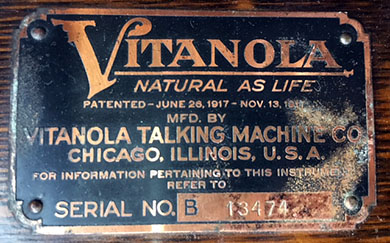 VITANOLA
NATURAL AS LIFE
PATENTED - JUNE 26, 1917 - NOV. 13,
MFD. BY
VITANOLA TALKING MACHINE CO
CHICAGO, ILLINOIS, U.S.A.
FOR INFORMATION PERTAINING TO THIS INSTRUMENT
REFER TO
SERIAL NO. B 13474